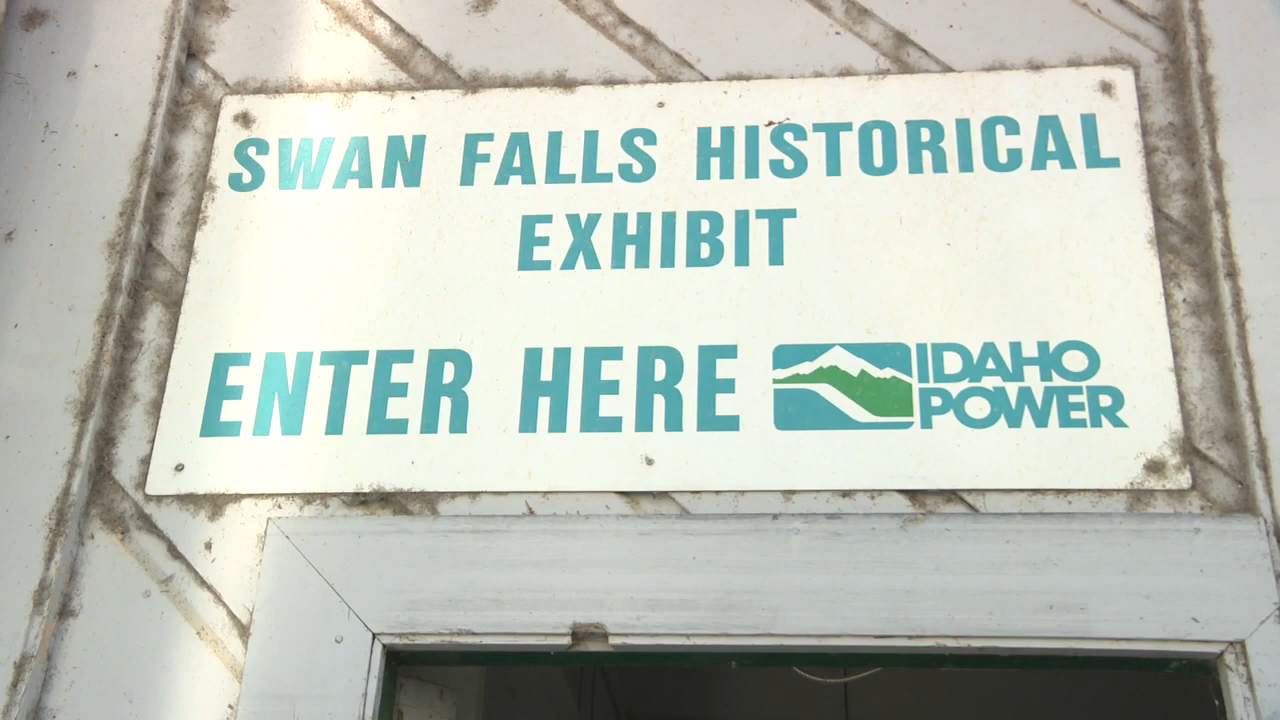 SWAN FALLS HISTORICAL
EXHIBIT
ENTER HERE
IDAHO
POWER